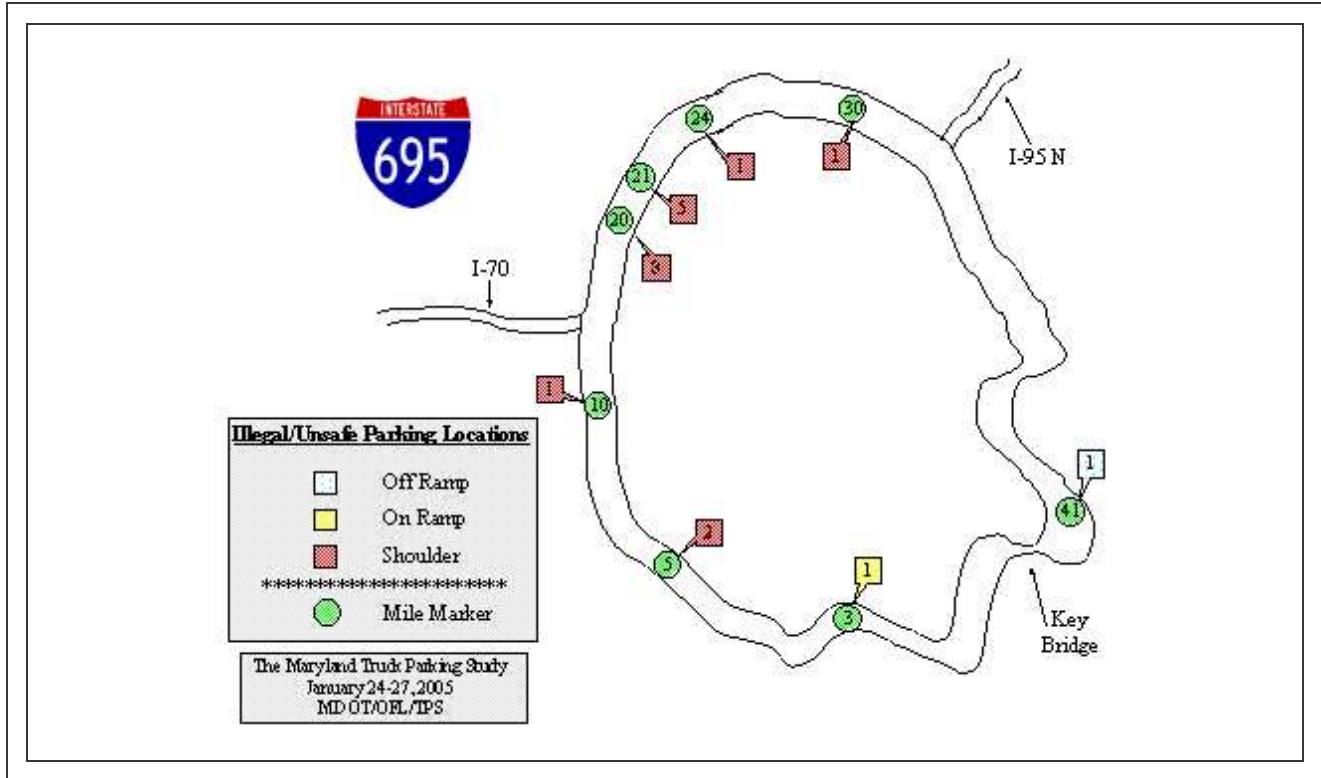 INTERSTATE
695
24
30
I-95 N
1
1
21
5
20
3
I-70
1
10
Illegal/Unsafe Parking Locations
Off Ramp
On Ramp
Shoulder
************************
Mile Marker
1
41
2
5
1
3
Key
Bridge
The Maryland Truck Parking Study
January 24-27, 2005
MDOT/OFL/TPS